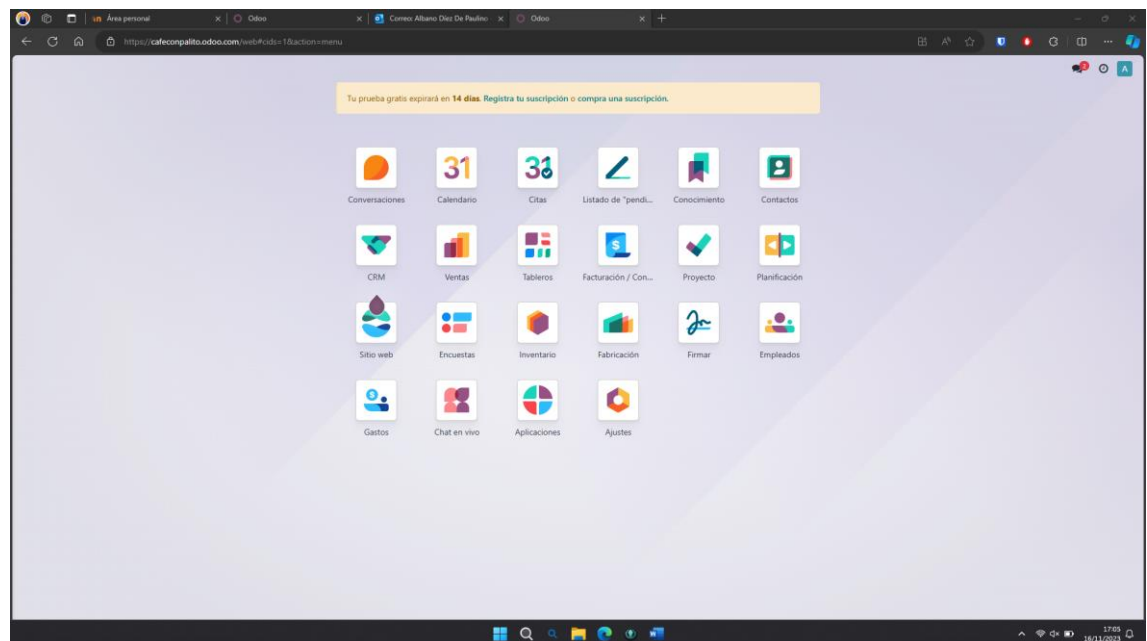 Área personal
Odoo
Correo: Albano Díez De Paulino
Odoo
https://cafeconpalito.odoo.com/web#cids=1&action=menu
2
A
Tu prueba gratis expirará en 14 días. Registra tu suscripción o compra una suscripción.
31
31
Conversaciones
Calendario
Citas
Listado de "pendi...
Conocimiento
Contactos
CRM
Ventas
Tableros
Facturación / Con...
Proyecto
Planificación
Sitio web
Encuestas
Inventario
Fabricación
Firmar
Empleados
Gastos
Chat en vivo
Aplicaciones
Ajustes
17:05
16/11/2023